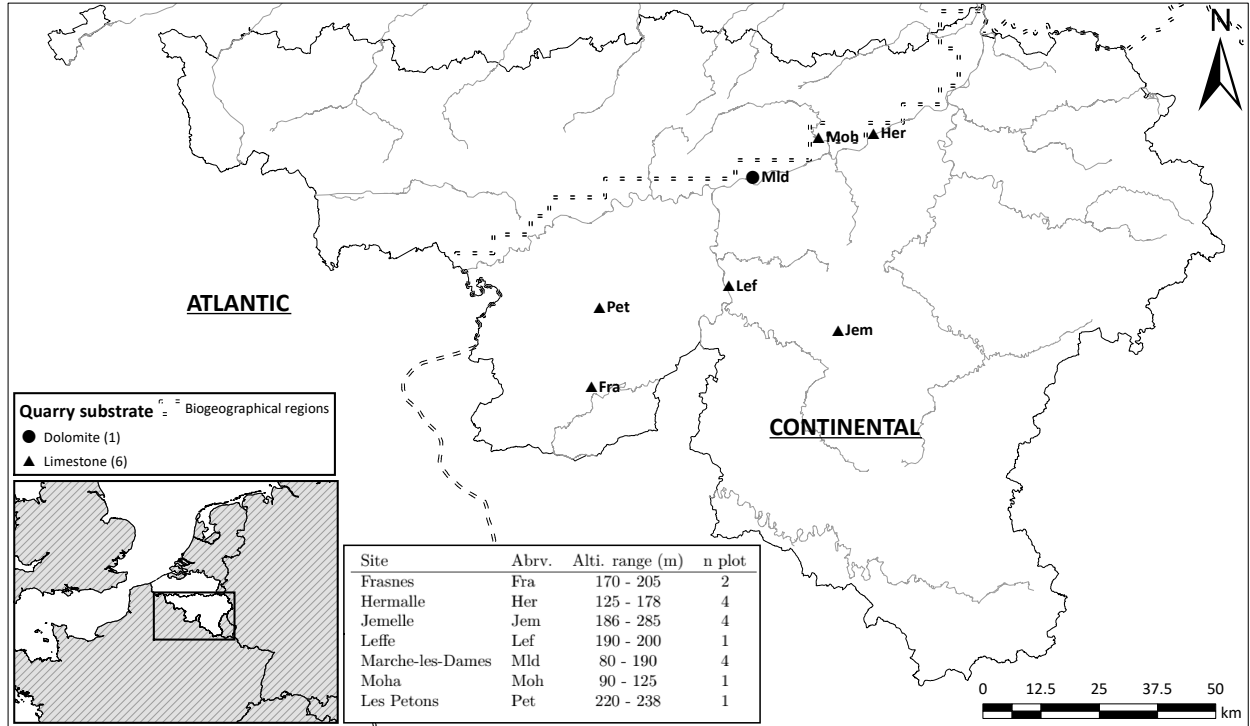 N
Moh
Her
Mld
ATLANTIC
Lef
Pet
Jem
Fra
CONTINENTAL
Quarry substrate
Biogeographical regions
Dolomite (1)
Limestone (6)
Site Abrv. Alti. range (m) n plot
Frasnes Fra 170 - 205 2
Hermalle Her 125 - 178 4
Jemelle Jem 186 - 285 4
Leffe Lef 190 - 200 1
Marche-les-Dames Mld 80 - 190 4
Moha Moh 90 - 125 1
Les Petons Pet 220 - 238 1
0 12.5 25 37.5 50
km